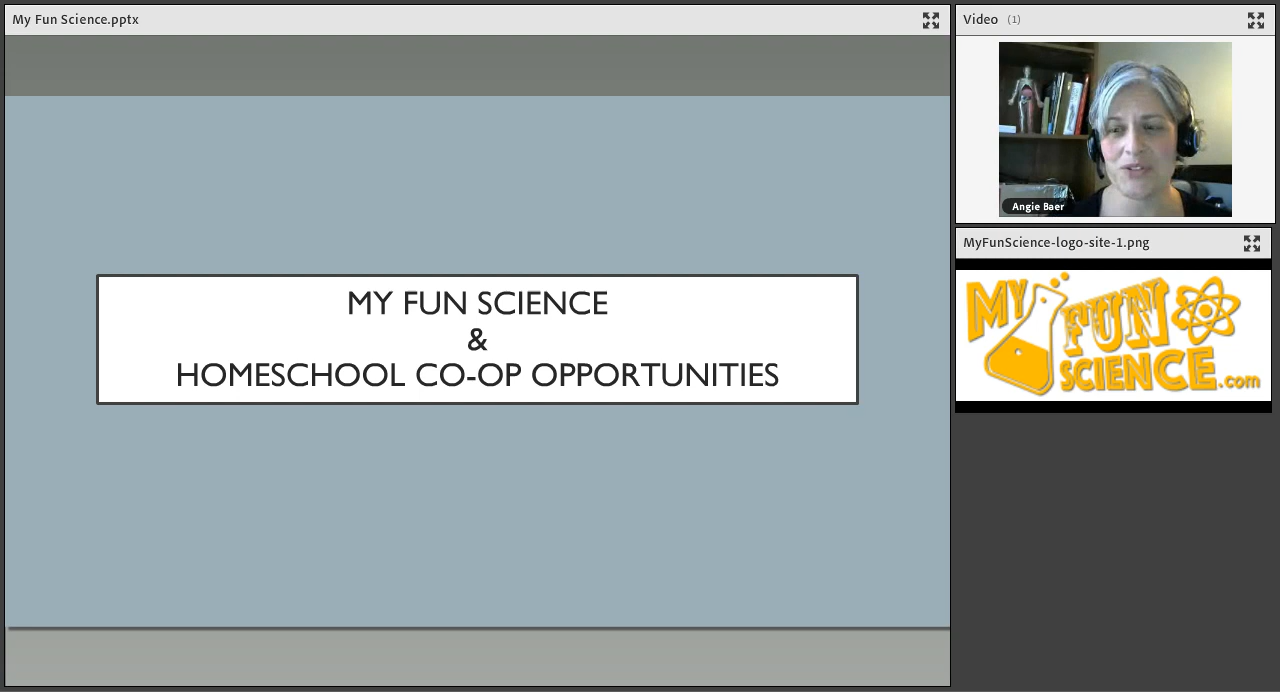 My Fun Science.pptx
MY FUN SCIENCE
&
HOMESCHOOL CO-OP OPPORTUNITIES
Video (1)
Angie Baer
MyFunScience-logo-site-1.png
MY FUN
SCIENCE.com